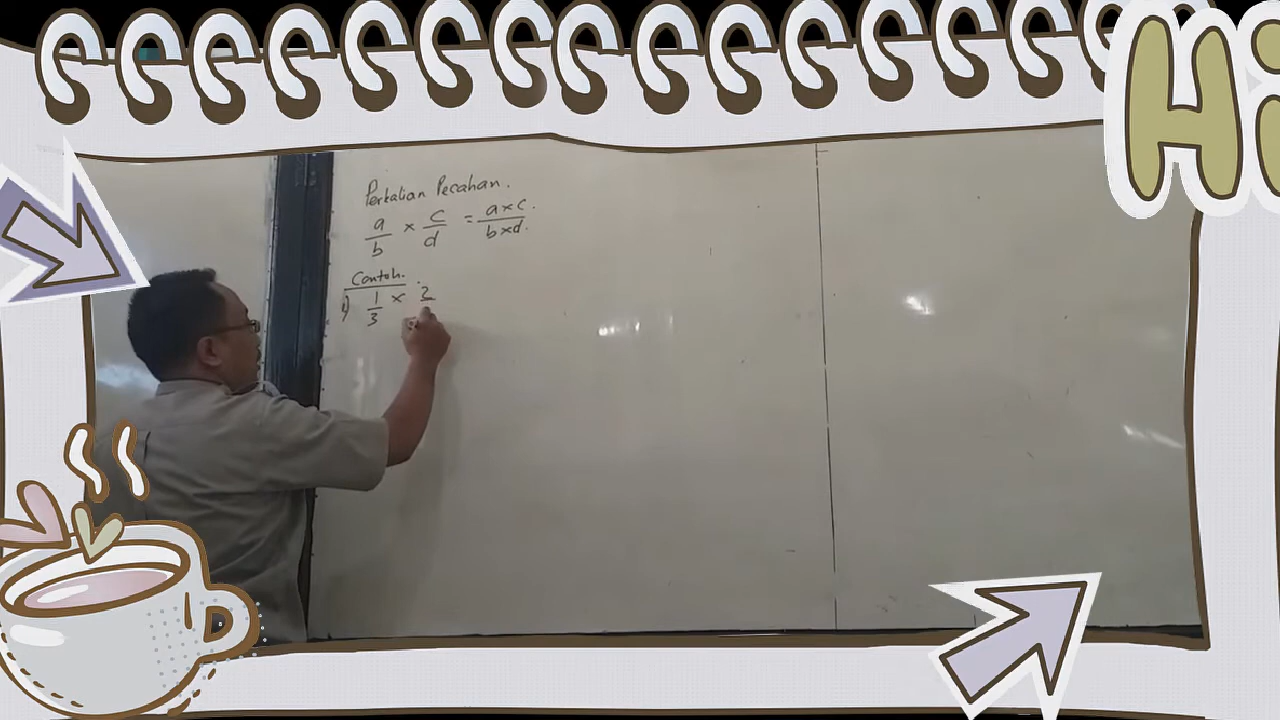 Hi
Perkalian Pecahan.
a/b × c/d = a×c/b×d.
Contoh.
1) 1/3 × 2/